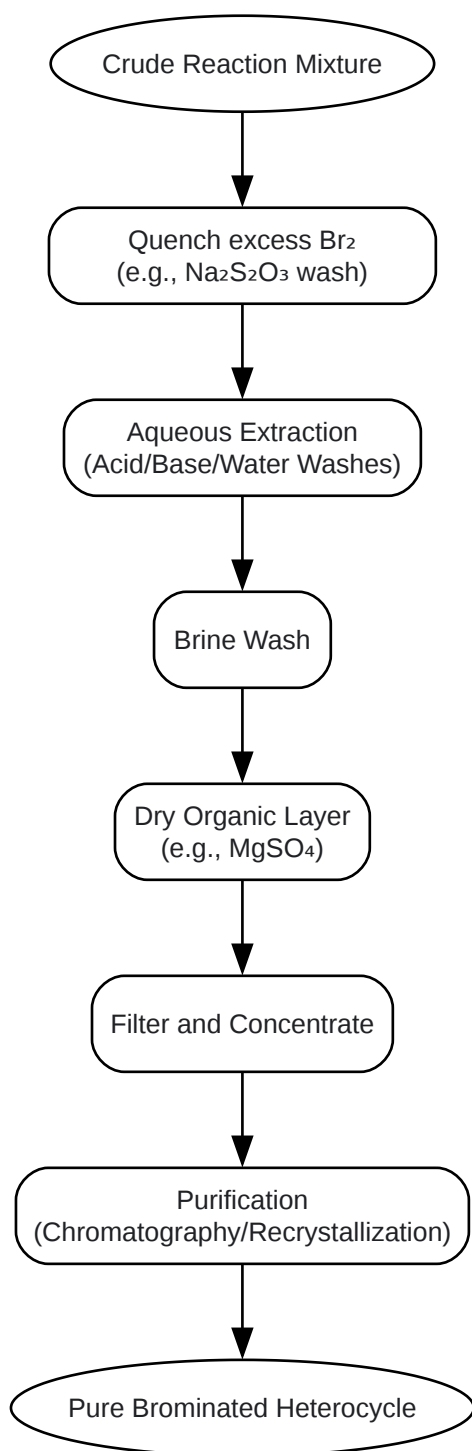 Crude Reaction Mixture
Quench excess Br₂
(e.g., Na₂S₂O₃ wash)
Aqueous Extraction
(Acid/Base/Water Washes)
Brine Wash
Dry Organic Layer
(e.g., MgSO₄)
Filter and Concentrate
Purification
(Chromatography/Recrystallization)
Pure Brominated Heterocycle